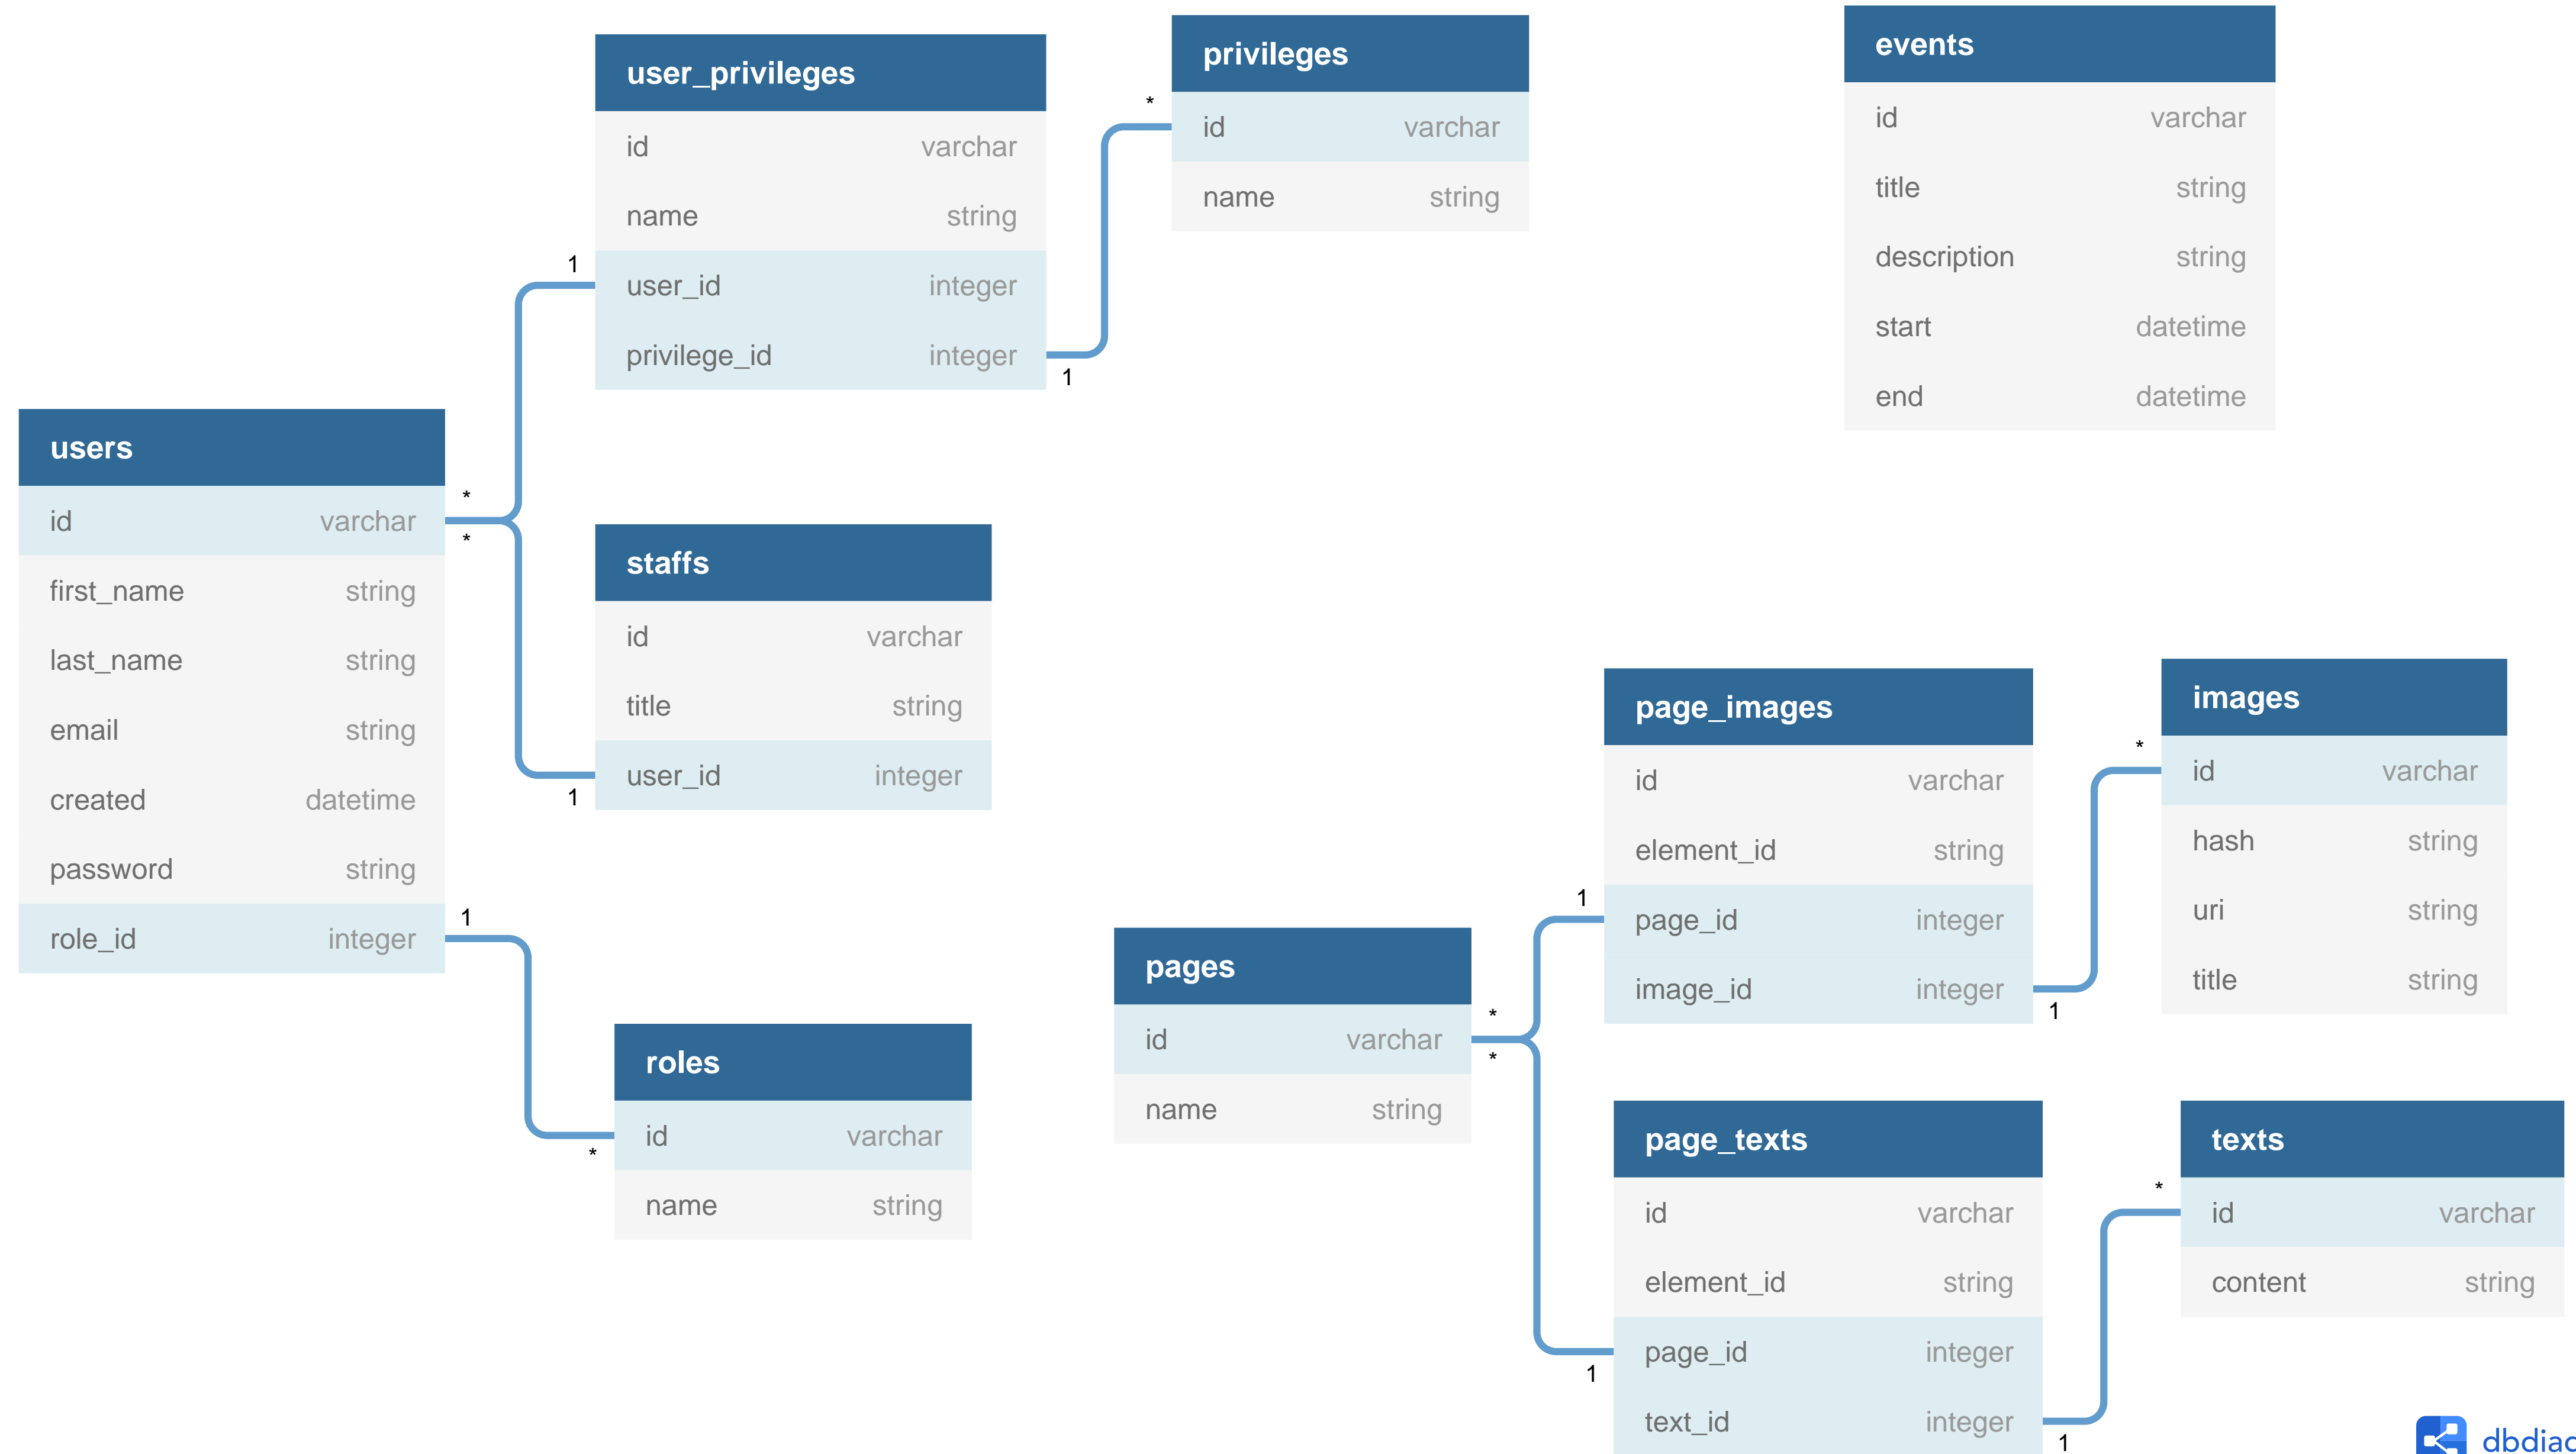 user_privileges
id varchar
name string
user_id integer
privilege_id integer
privileges
id varchar
name string
events
id varchar
title string
description string
start datetime
end datetime
users
id varchar
first_name string
last_name string
email string
created datetime
password string
role_id integer
staffs
id varchar
title string
user_id integer
roles
id varchar
name string
pages
id varchar
name string
page_images
id varchar
element_id string
page_id integer
image_id integer
images
id varchar
hash string
uri string
title string
page_texts
id varchar
element_id string
page_id integer
text_id integer
texts
id varchar
content string
1
*
1
*
*
1
1
*
1
*
1
*
*
1
1
*